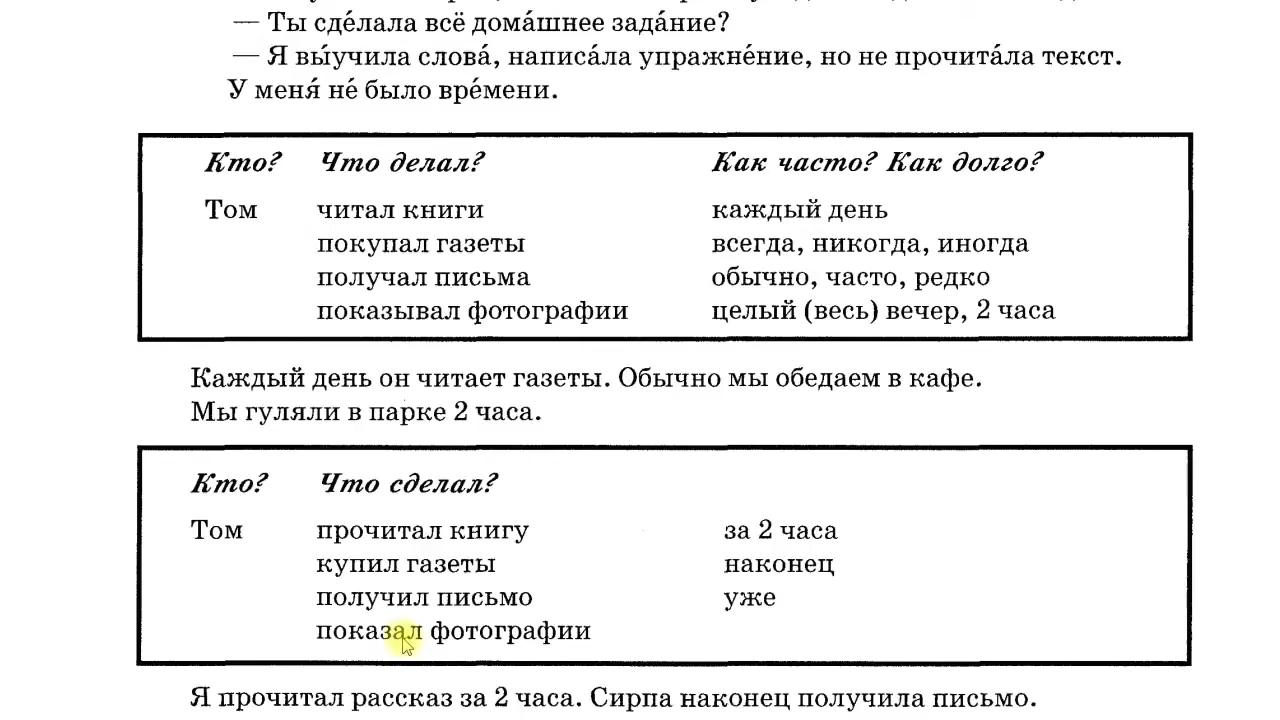 — Ты сде́лала всё дома́шнее зада́ние?
— Я вы́учила слова́, написа́ла упражне́ние, но не прочита́ла текст.
У меня́ не́ было вре́мени.
Кто? Что делал? Как часто? Как долго?
Том читал книги каждый день
покупал газеты всегда, никогда, иногда
получал письма обычно, часто, редко
показывал фотографии целый (весь) вечер, 2 часа
Каждый день он читает газеты. Обычно мы обедаем в кафе.
Мы гуляли в парке 2 часа.
Кто? Что сделал?
Том прочитал книгу за 2 часа
купил газеты наконец
получил письмо уже
показал фотографии
Я прочитал рассказ за 2 часа. Сирпа наконец получила письмо.